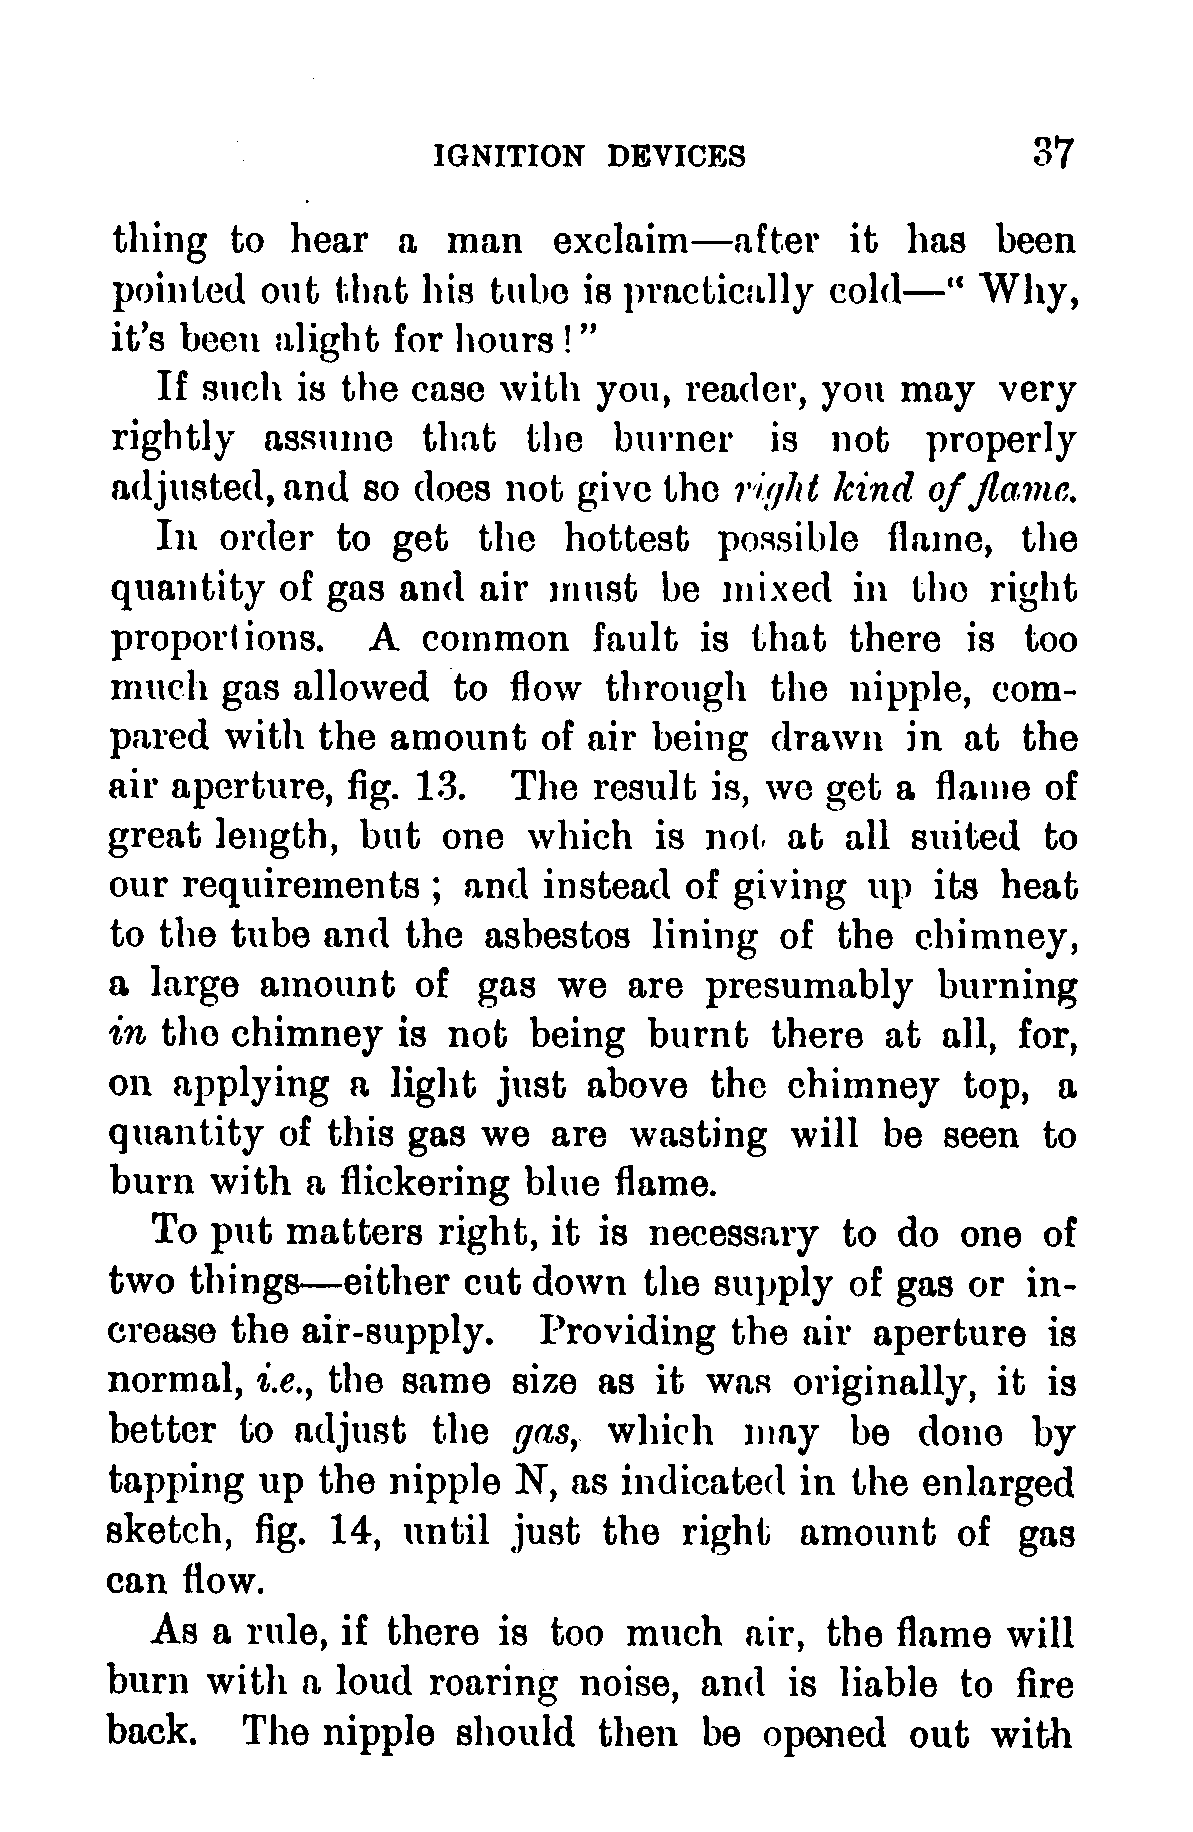 IGNITION DEVICES 37
thing to hear a man exclaim—after it has been
pointed out that his tube is practically cold—“ Why,
it’s been alight for hours ! ”
If such is the case with you, reader, you may very
rightly assume that the burner is not properly
adjusted, and so does not give the right kind of flame.
In order to get the hottest possible flame, the
quantity of gas and air must be mixed in the right
proportions. A common fault is that there is too
much gas allowed to flow through the nipple, com-
pared with the amount of air being drawn in at the
air aperture, fig. 13. The result is, we get a flame of
great length, but one which is not at all suited to
our requirements ; and instead of giving up its heat
to the tube and the asbestos lining of the chimney,
a large amount of gas we are presumably burning
in the chimney is not being burnt there at all, for,
on applying a light just above the chimney top, a
quantity of this gas we are wasting will be seen to
burn with a flickering blue flame.
To put matters right, it is necessary to do one of
two things—either cut down the supply of gas or in-
crease the air-supply. Providing the air aperture is
normal, i.e., the same size as it was originally, it is
better to adjust the gas, which may be done by
tapping up the nipple N, as indicated in the enlarged
sketch, fig. 14, until just the right amount of gas
can flow.
As a rule, if there is too much air, the flame will
burn with a loud roaring noise, and is liable to fire
back. The nipple should then be opened out with